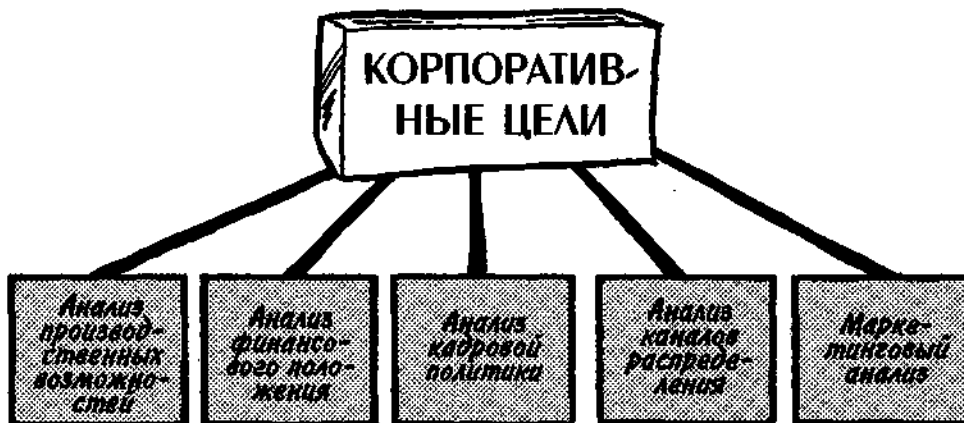 КОРПОРАТИВ-
НЫЕ ЦЕЛИ
Анализ
производ-
ственных
возможно-
стей
Анализ
финансо-
вого поло-
жения
Анализ
кадровой
политики
Анализ
каналов
распреде-
ления
Марке-
тинговый
анализ